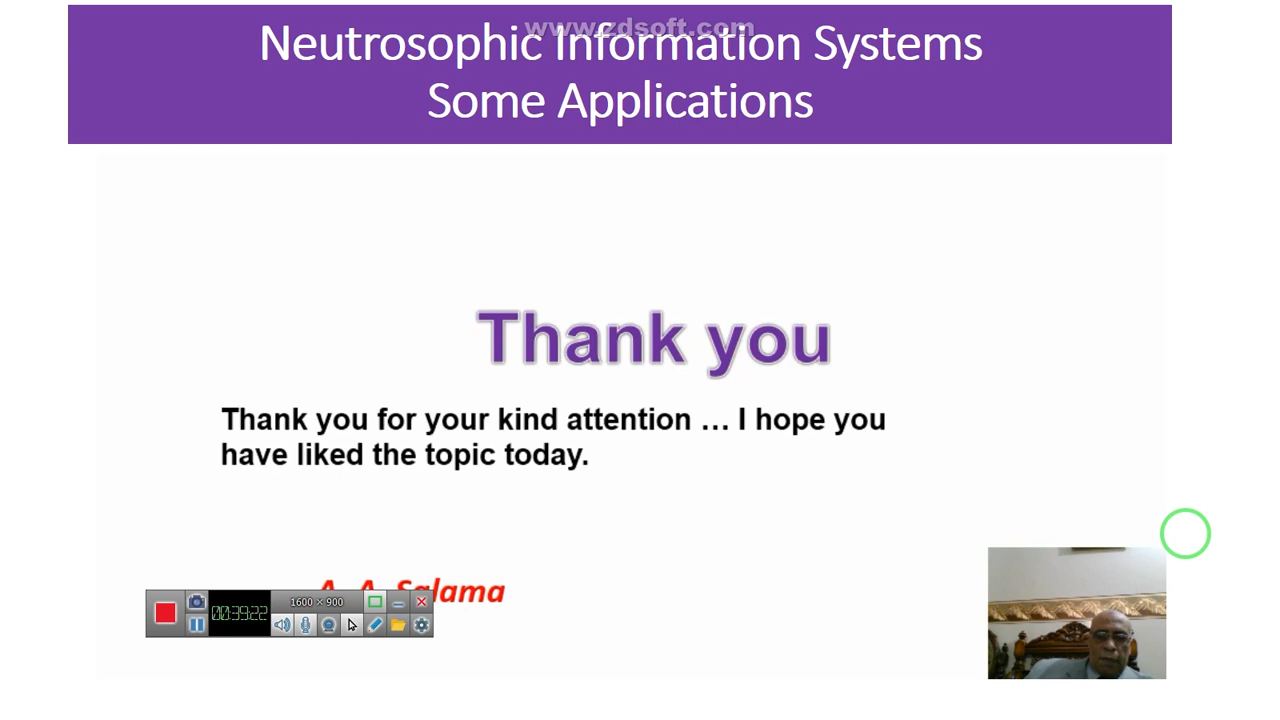 www.zdsoft.com
Neutrosophic Information Systems
Some Applications
Thank you
Thank you for your kind attention … I hope you
have liked the topic today.
A. A. Salama
1600 × 900
00:39:22